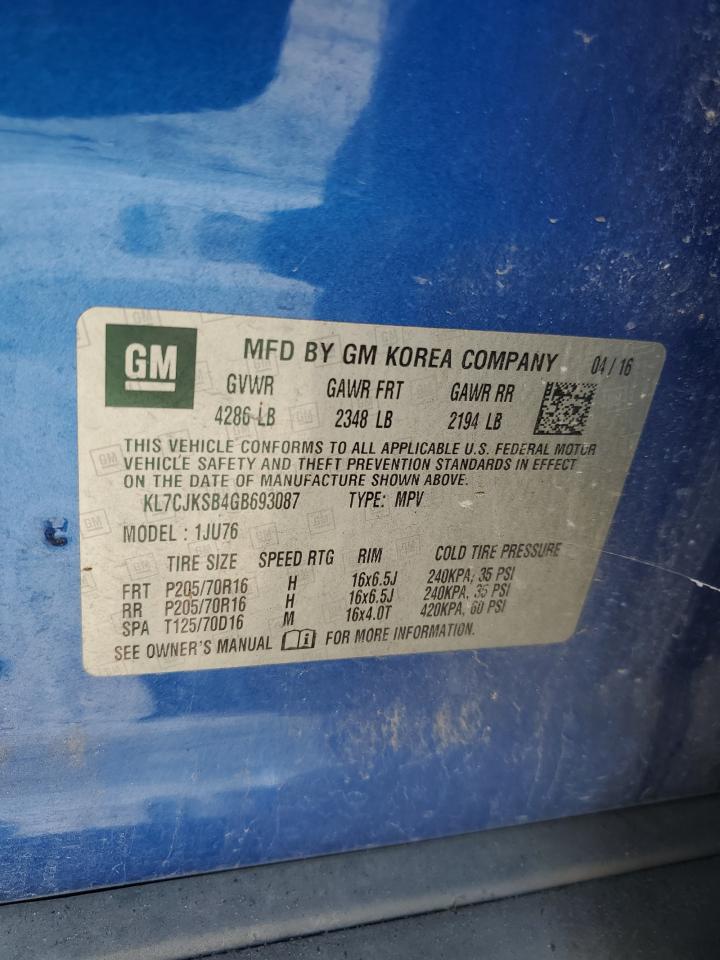 GM MFD BY GM KOREA COMPANY 04/16
GVWR GAWR FRT GAWR RR
4286 LB 2348 LB 2194 LB
THIS VEHICLE CONFORMS TO ALL APPLICABLE U.S. FEDERAL MOTOR
VEHICLE SAFETY AND THEFT PREVENTION STANDARDS IN EFFECT
ON THE DATE OF MANUFACTURE SHOWN ABOVE.
KL7CJKSB4GB693087 TYPE: MPV
MODEL : 1JU76
TIRE SIZE SPEED RTG RIM COLD TIRE PRESSURE
FRT P205/70R16 H 16x6.5J 240KPA, 35 PSI
RR P205/70R16 H 16x6.5J 240KPA, 35 PSI
SPA T125/70D16 M 16x4.0T 420KPA, 60 PSI
SEE OWNER'S MANUAL FOR MORE INFORMATION.